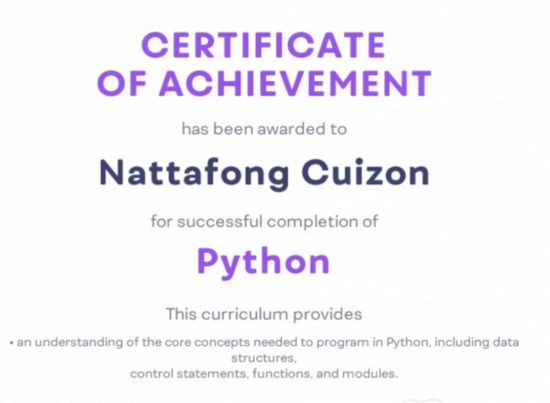 CERTIFICATE
OF ACHIEVEMENT
has been awarded to
Nattafong Cuizon
for successful completion of
Python
This curriculum provides
• an understanding of the core concepts needed to program in Python, including data
structures,
control statements, functions, and modules.